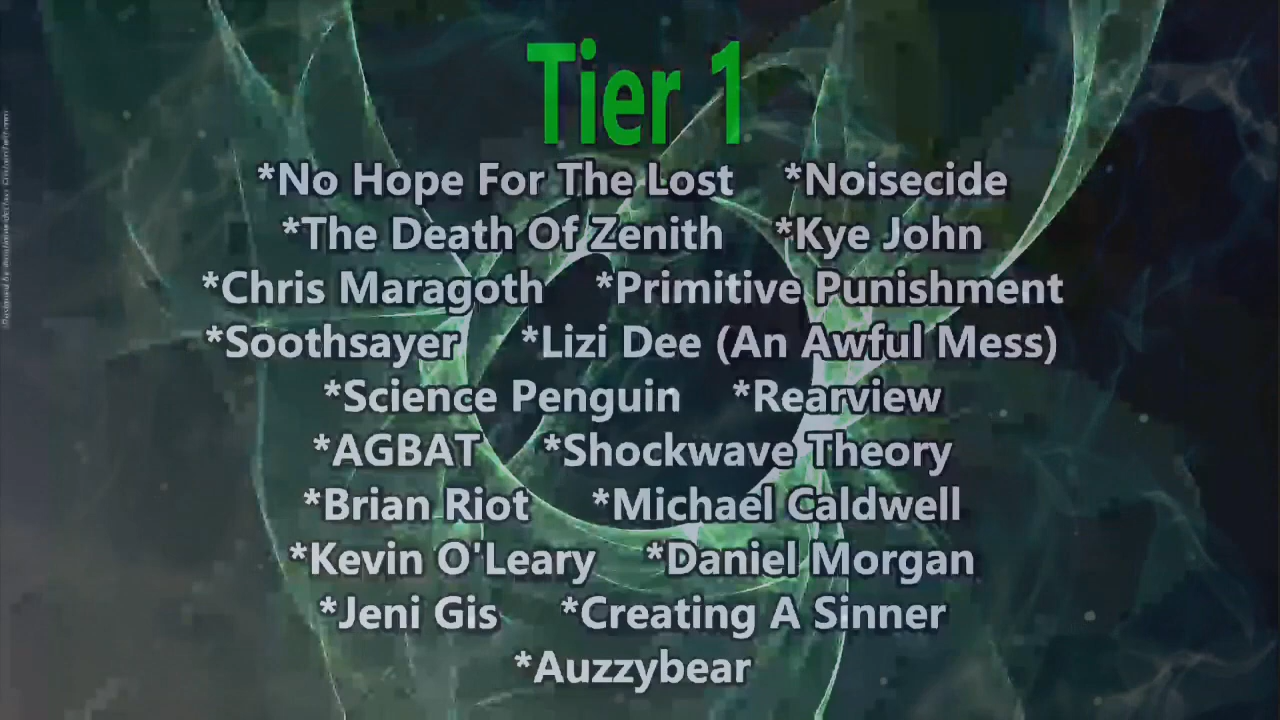 Tier 1
*No Hope For The Lost *Noisecide
*The Death Of Zenith *Kye John
*Chris Maragoth *Primitive Punishment
*Soothsayer *Lizi Dee (An Awful Mess)
*Science Penguin *Rearview
*AGBAT *Shockwave Theory
*Brian Riot *Michael Caldwell
*Kevin O'Leary *Daniel Morgan
*Jeni Gis *Creating A Sinner
*Auzzybear